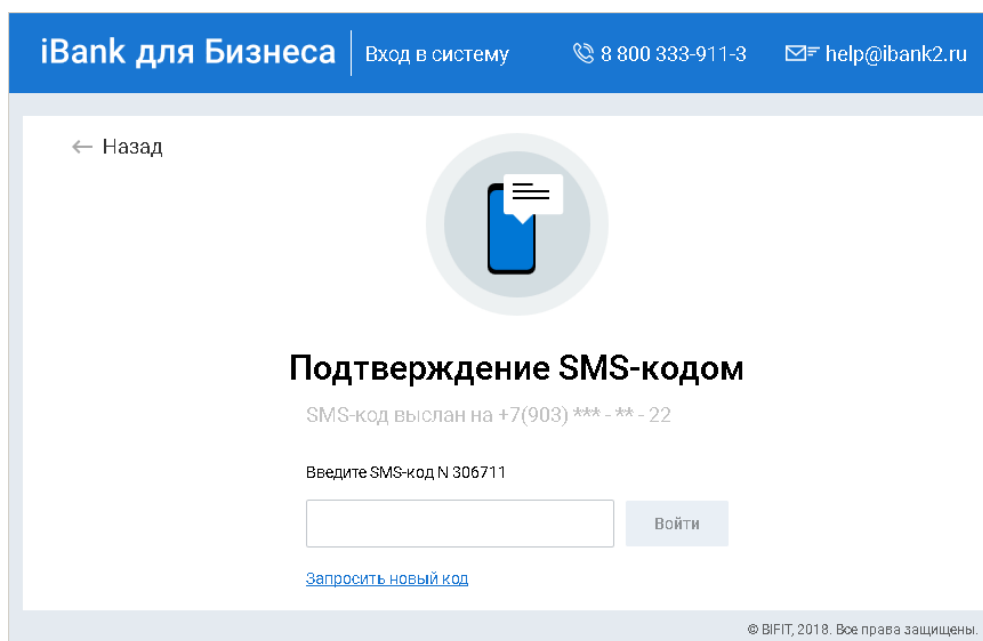 iBank для Бизнеса Вход в систему 8 800 333-911-3 help@ibank2.ru
← Назад
Подтверждение SMS-кодом
SMS-код выслан на +7(903) *** - ** - 22
Введите SMS-код N 306711
Войти
Запросить новый код
© BIFIT, 2018. Все права защищены.